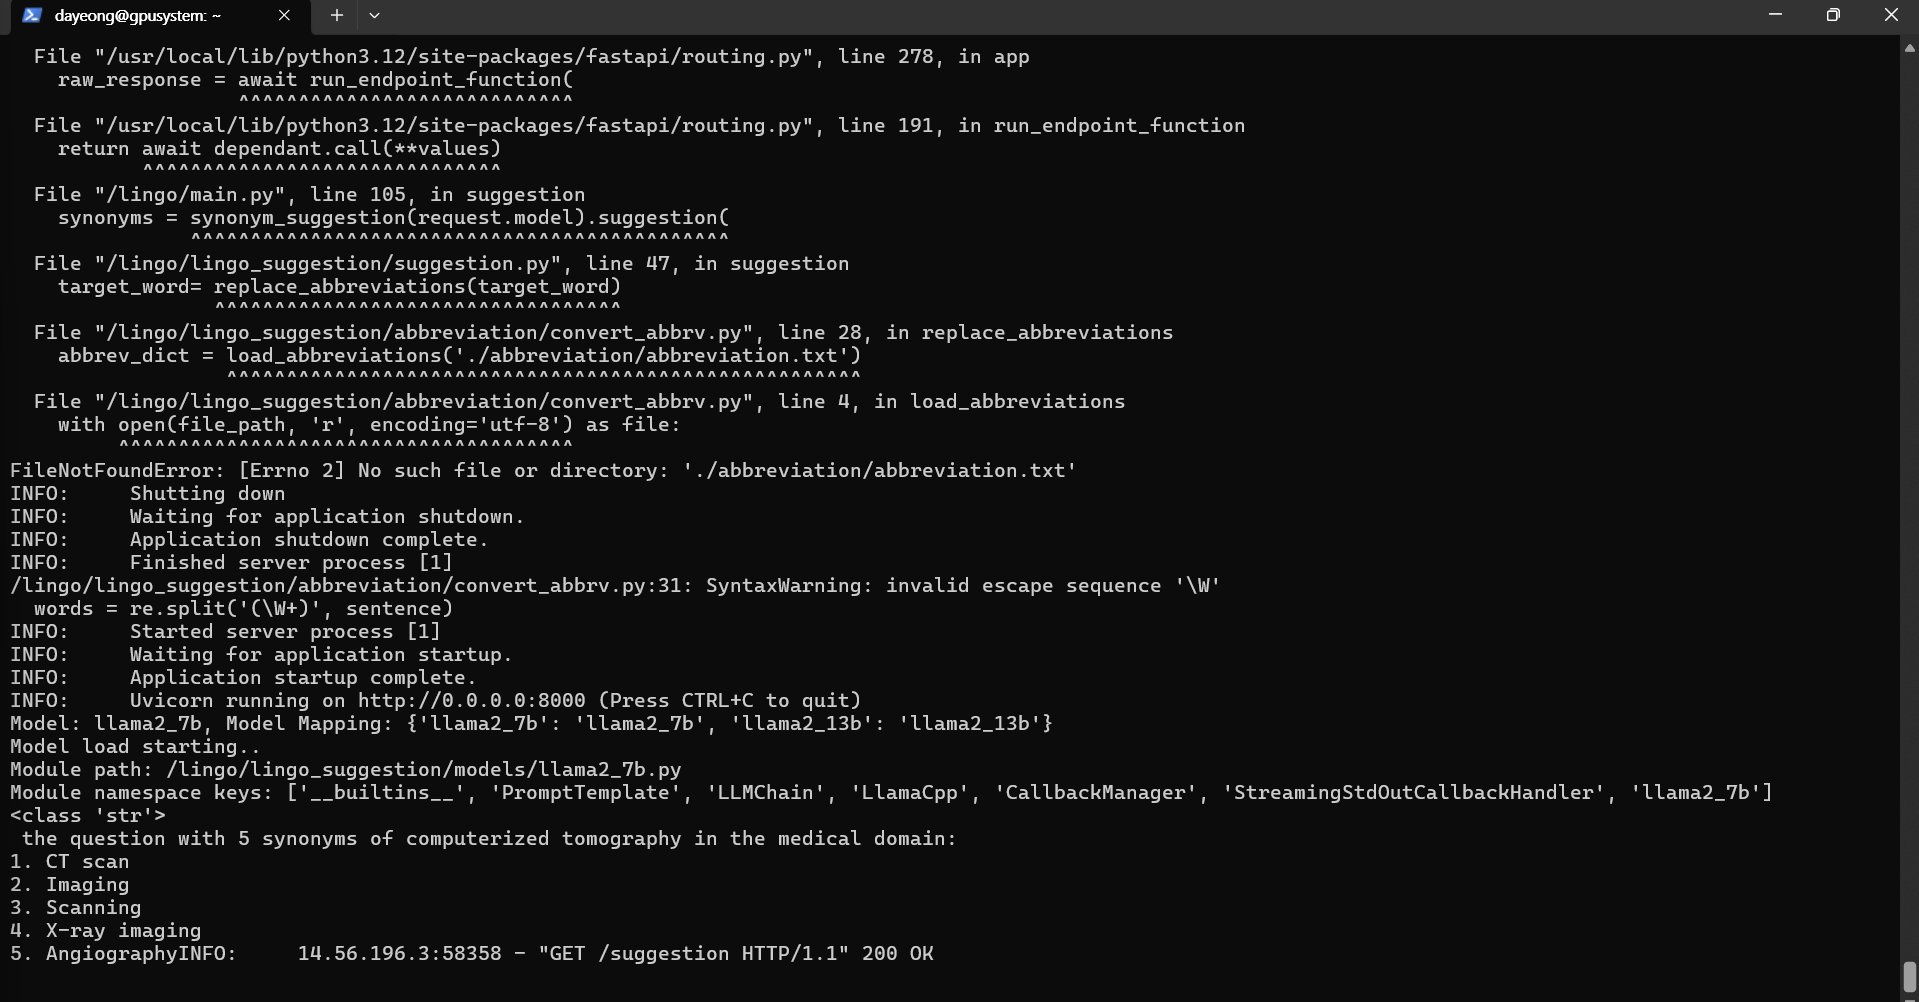 dayeong@gpusystem: ~
File "/usr/local/lib/python3.12/site-packages/fastapi/routing.py", line 278, in app
raw_response = await run_endpoint_function(
^^^^^^^^^^^^^^^^^^^^^^^^^^^^
File "/usr/local/lib/python3.12/site-packages/fastapi/routing.py", line 191, in run_endpoint_function
return await dependant.call(**values)
^^^^^^^^^^^^^^^^^^^^^^^^^^^^^^
File "/lingo/main.py", line 105, in suggestion
synonyms = synonym_suggestion(request.model).suggestion(
^^^^^^^^^^^^^^^^^^^^^^^^^^^^^^^^^^^^^^^^^^^^^
File "/lingo/lingo_suggestion/suggestion.py", line 47, in suggestion
target_word= replace_abbreviations(target_word)
^^^^^^^^^^^^^^^^^^^^^^^^^^^^^^^^^^
File "/lingo/lingo_suggestion/abbreviation/convert_abbrv.py", line 28, in replace_abbreviations
abbrev_dict = load_abbreviations('./abbreviation/abbreviation.txt')
^^^^^^^^^^^^^^^^^^^^^^^^^^^^^^^^^^^^^^^^^^^^^^^^^^^^^
File "/lingo/lingo_suggestion/abbreviation/convert_abbrv.py", line 4, in load_abbreviations
with open(file_path, 'r', encoding='utf-8') as file:
^^^^^^^^^^^^^^^^^^^^^^^^^^^^^^^^^^^^^^
FileNotFoundError: [Errno 2] No such file or directory: './abbreviation/abbreviation.txt'
INFO:     Shutting down
INFO:     Waiting for application shutdown.
INFO:     Application shutdown complete.
INFO:     Finished server process [1]
/lingo/lingo_suggestion/abbreviation/convert_abbrv.py:31: SyntaxWarning: invalid escape sequence '\W'
words = re.split('(\W+)', sentence)
INFO:     Started server process [1]
INFO:     Waiting for application startup.
INFO:     Application startup complete.
INFO:     Uvicorn running on http://0.0.0.0:8000 (Press CTRL+C to quit)
Model: llama2_7b, Model Mapping: {'llama2_7b': 'llama2_7b', 'llama2_13b': 'llama2_13b'}
Model load starting..
Module path: /lingo/lingo_suggestion/models/llama2_7b.py
Module namespace keys: ['__builtins__', 'PromptTemplate', 'LLMChain', 'LlamaCpp', 'CallbackManager', 'StreamingStdOutCallbackHandler', 'llama2_7b']
<class 'str'>
the question with 5 synonyms of computerized tomography in the medical domain:
1. CT scan
2. Imaging
3. Scanning
4. X-ray imaging
5. AngiographyINFO:     14.56.196.3:58358 - "GET /suggestion HTTP/1.1" 200 OK